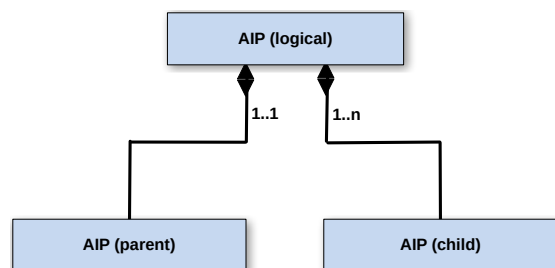 AIP (logical)
1..1
1..n
AIP (parent)
AIP (child)